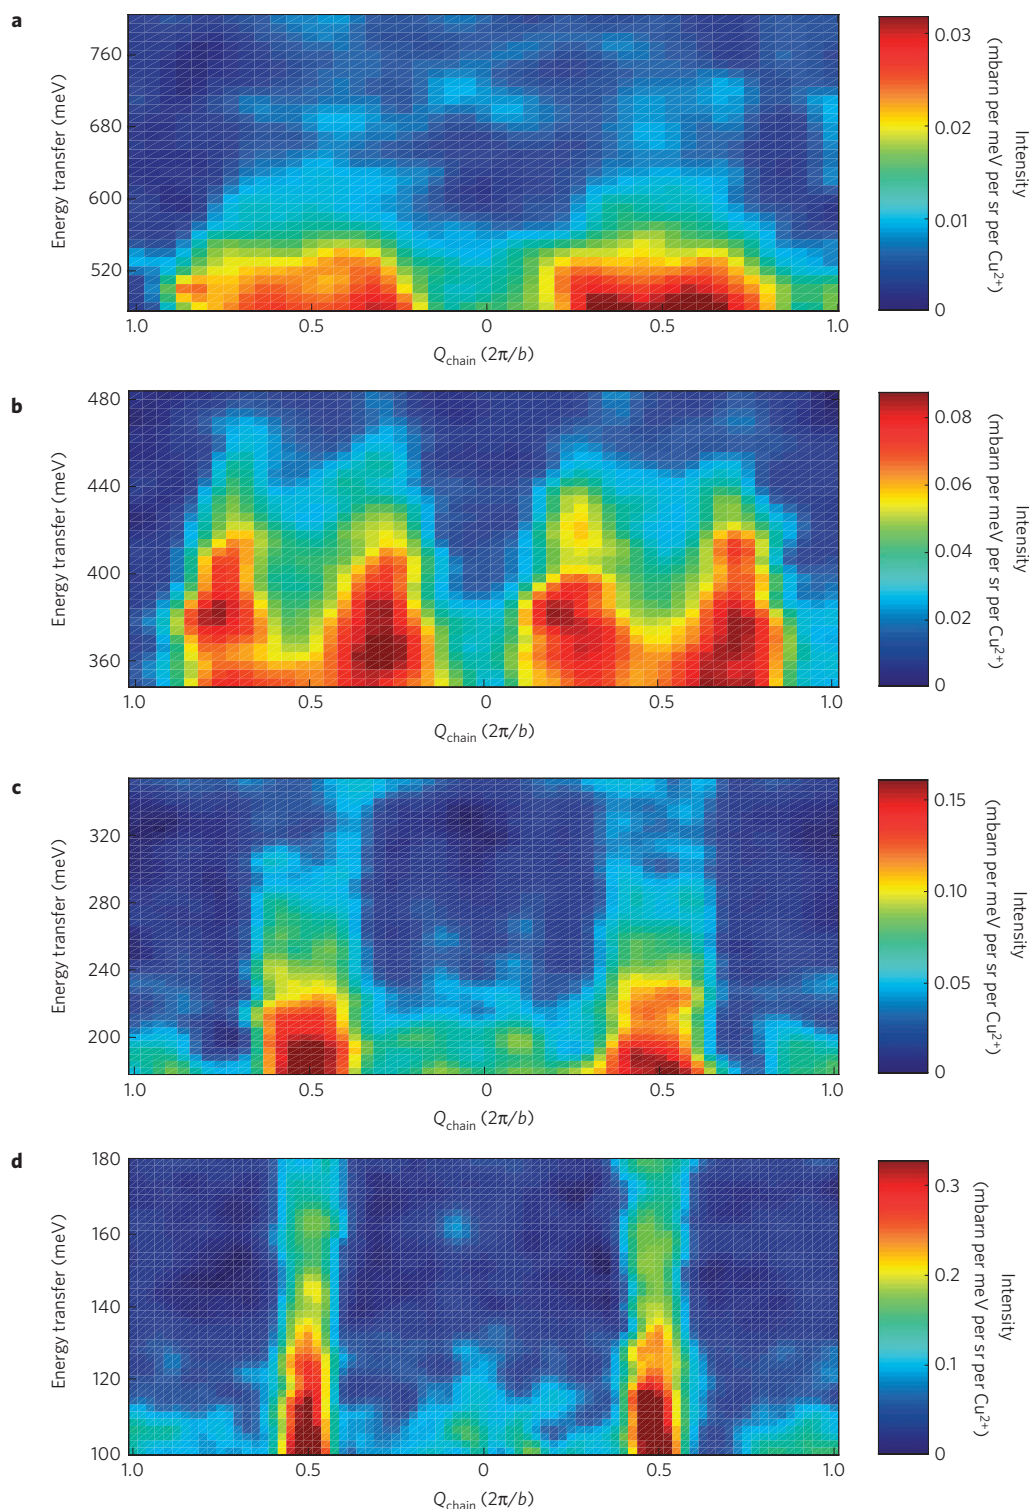 a
760
680
600
520
Energy transfer (meV)
1.0 0.5 0 0.5 1.0
Q_chain (2π/b)
0.03
0.02
0.01
0
Intensity
(mbarn per meV per sr per Cu²⁺)
b
480
440
400
360
Energy transfer (meV)
1.0 0.5 0 0.5 1.0
Q_chain (2π/b)
0.08
0.06
0.04
0.02
0
Intensity
(mbarn per meV per sr per Cu²⁺)
c
320
280
240
200
Energy transfer (meV)
1.0 0.5 0 0.5 1.0
Q_chain (2π/b)
0.15
0.10
0.05
0
Intensity
(mbarn per meV per sr per Cu²⁺)
d
180
160
140
120
100
Energy transfer (meV)
1.0 0.5 0 0.5 1.0
Q_chain (2π/b)
0.3
0.2
0.1
0
Intensity
(mbarn per meV per sr per Cu²⁺)